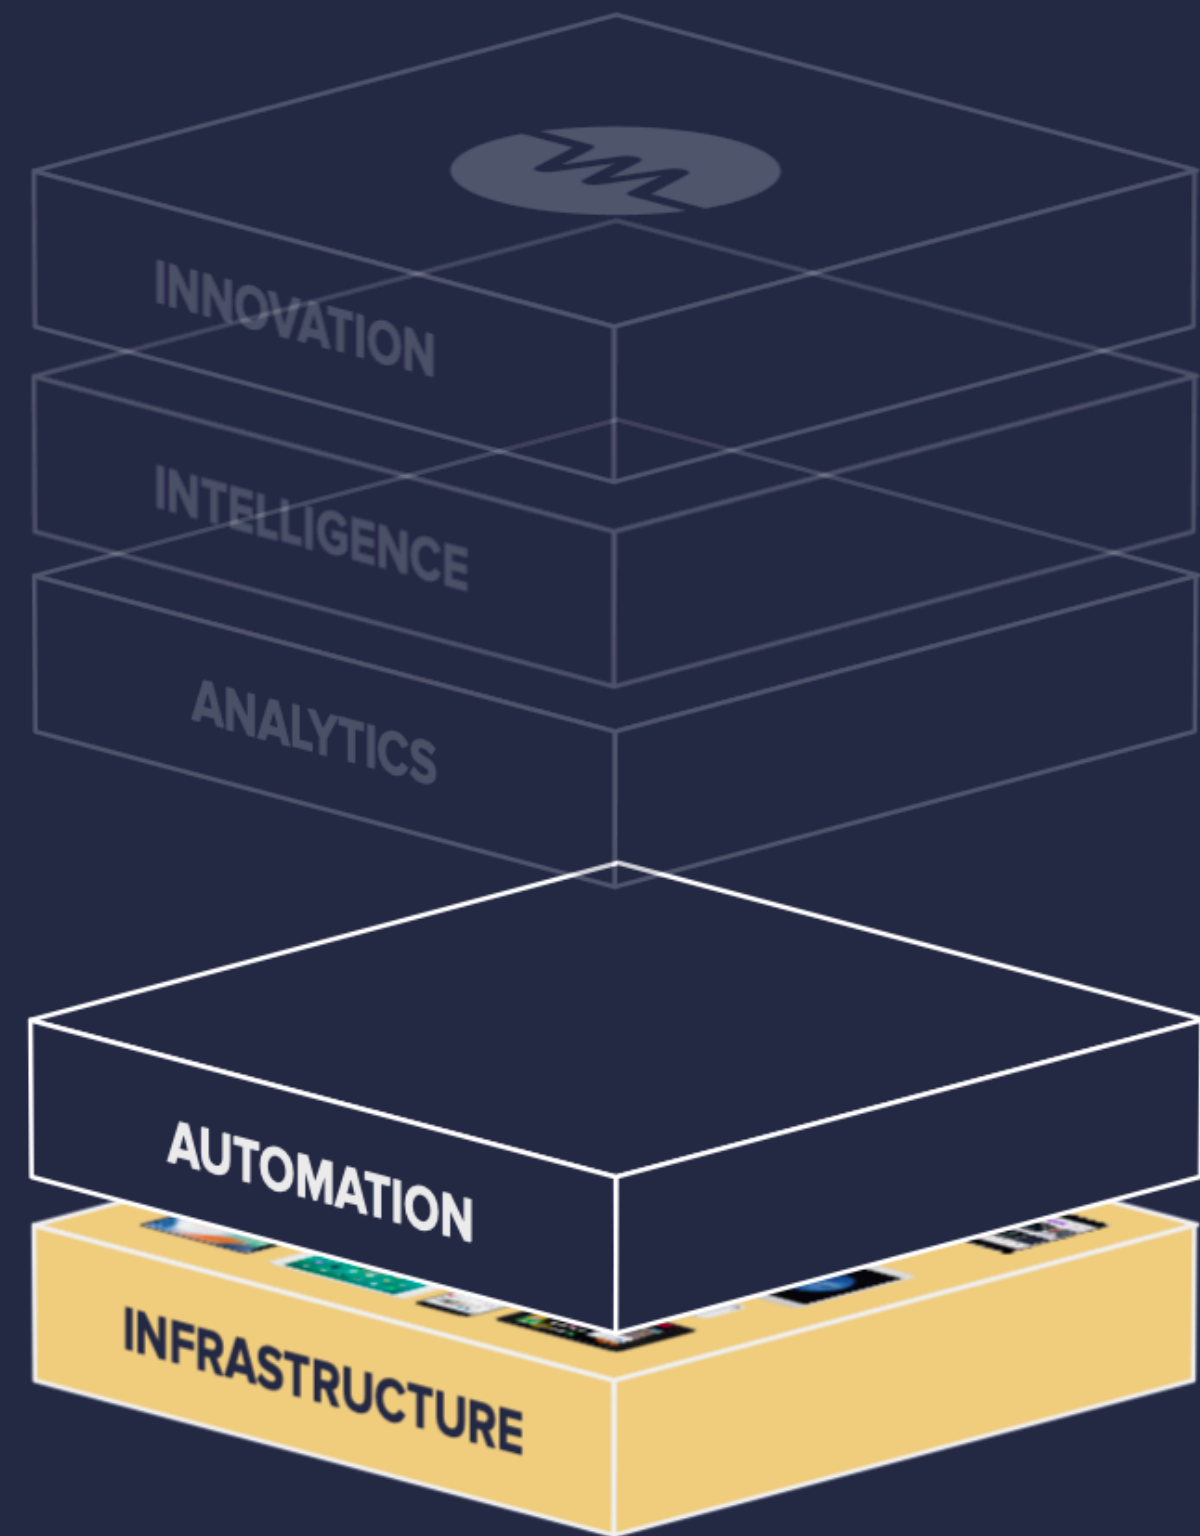 INNOVATION
INTELLIGENCE
ANALYTICS
AUTOMATION
INFRASTRUCTURE